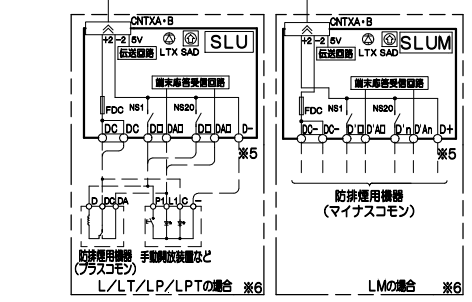 CNTXA・B
+2 -2 5V
伝送回路
LTX SAD
SLU
端末応答受信回路
FDC
NS1
NS20
DC DC D□ DA□ D□ DA□ D-
※5
D DC DA
P1 L1 C -
防排煙用機器
(プラスコモン)
手動開放装置など
L/LT/LP/LPTの場合 ※6
CNTXA・B
+2 -2 5V
伝送回路
LTX SAD
SLUM
端末応答受信回路
FDC
NS1
NS20
DC- DC- D'□ D'A□ D'n D'An D+
※5
防排煙用機器
(マイナスコモン)
LMの場合 ※6